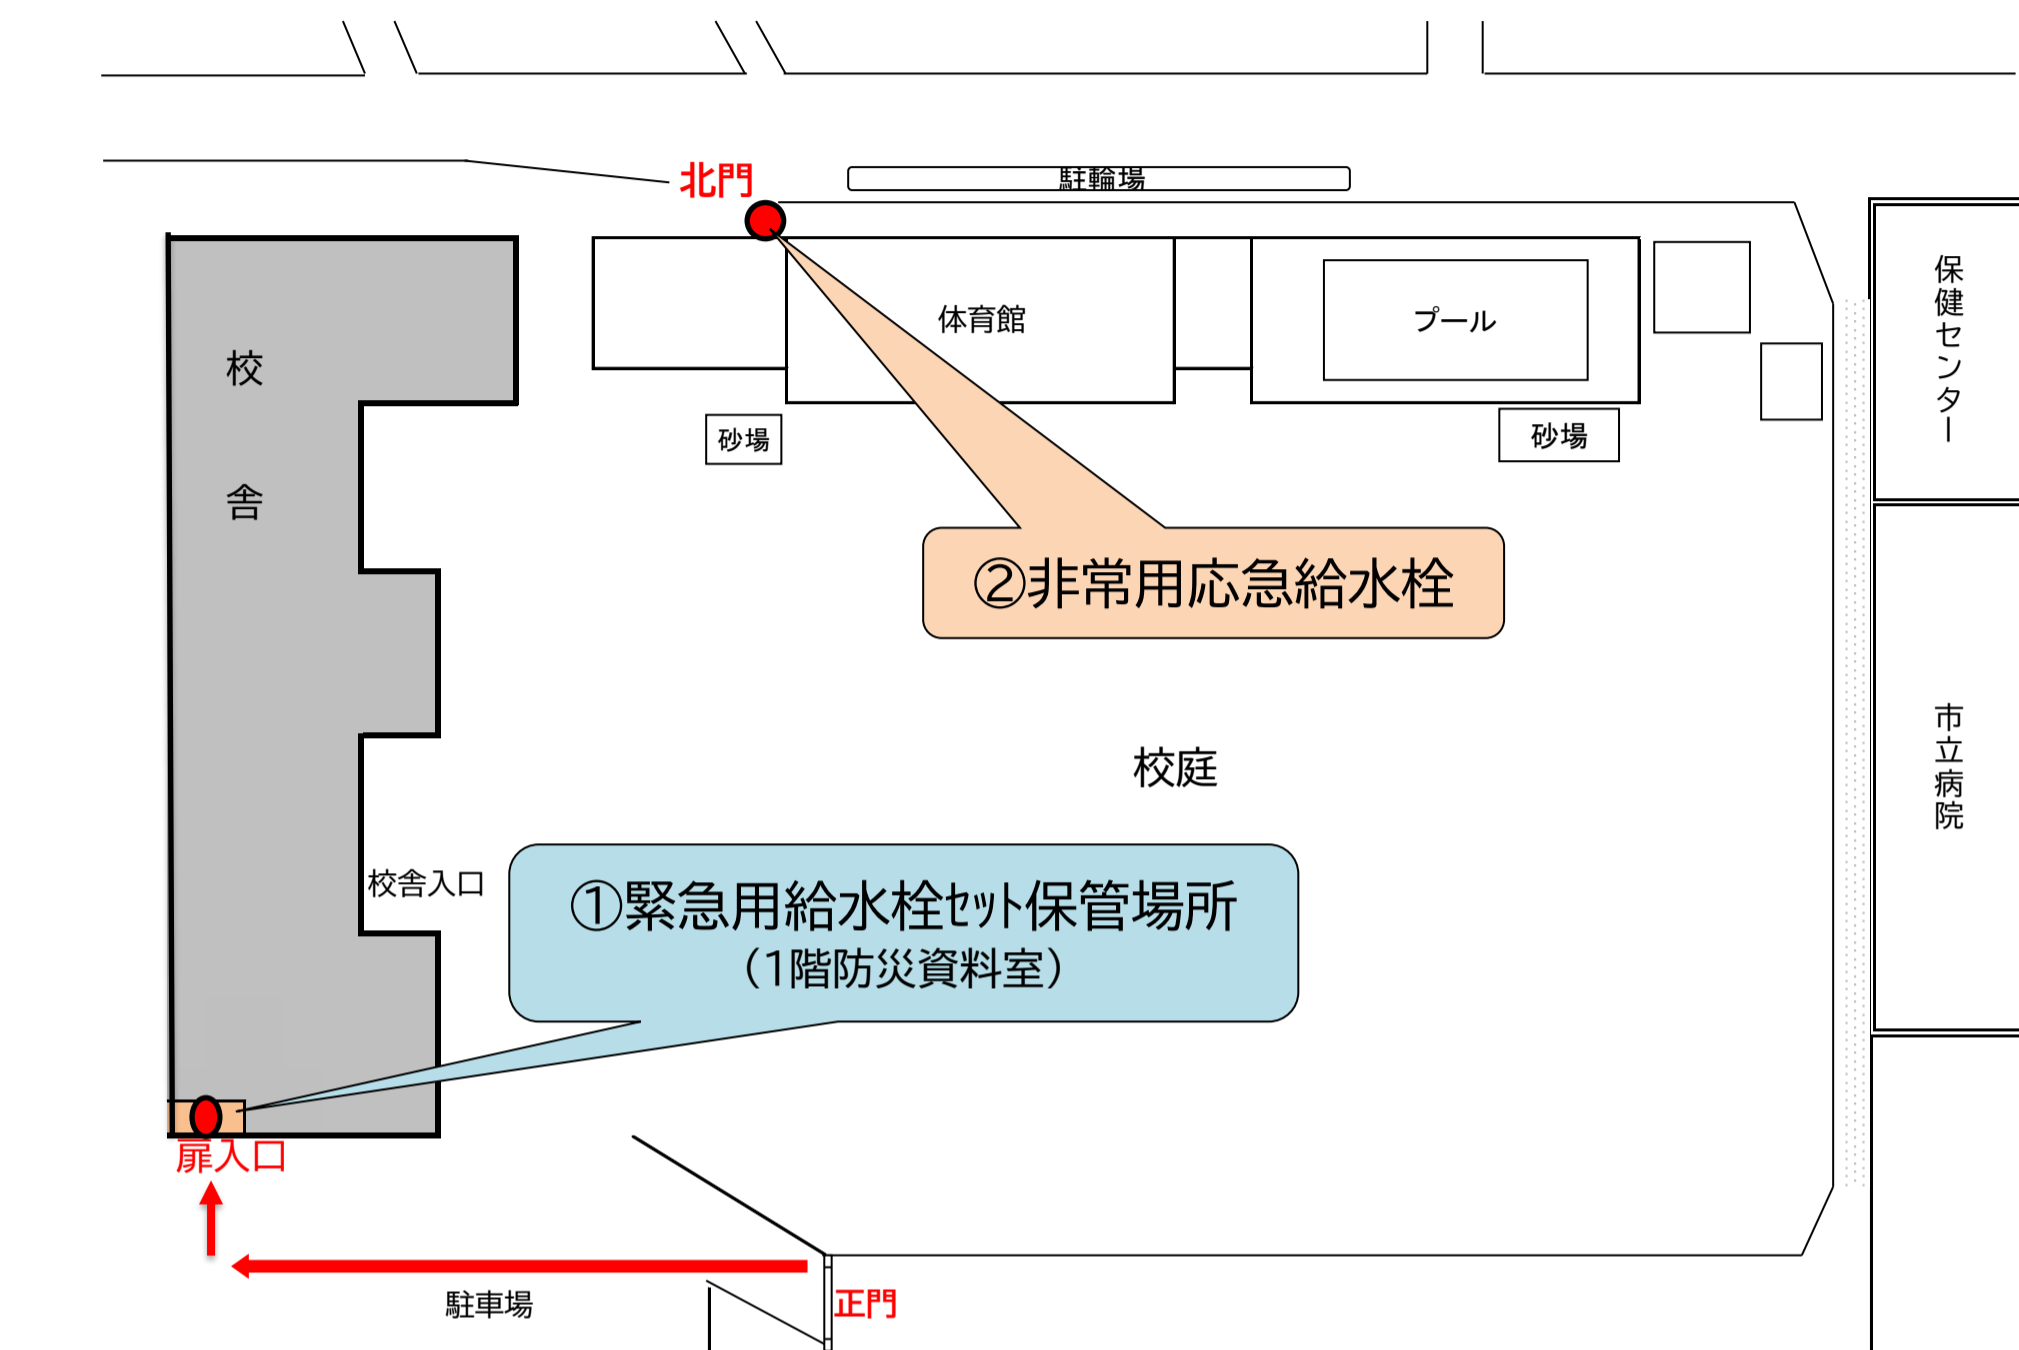 北門
駐輪場
体育館
プール
保健センター
校舎
砂場
砂場
②非常用応急給水栓
市立病院
校庭
校舎入口
①緊急用給水栓ｾｯﾄ保管場所
（1階防災資料室）
扉入口
駐車場
正門